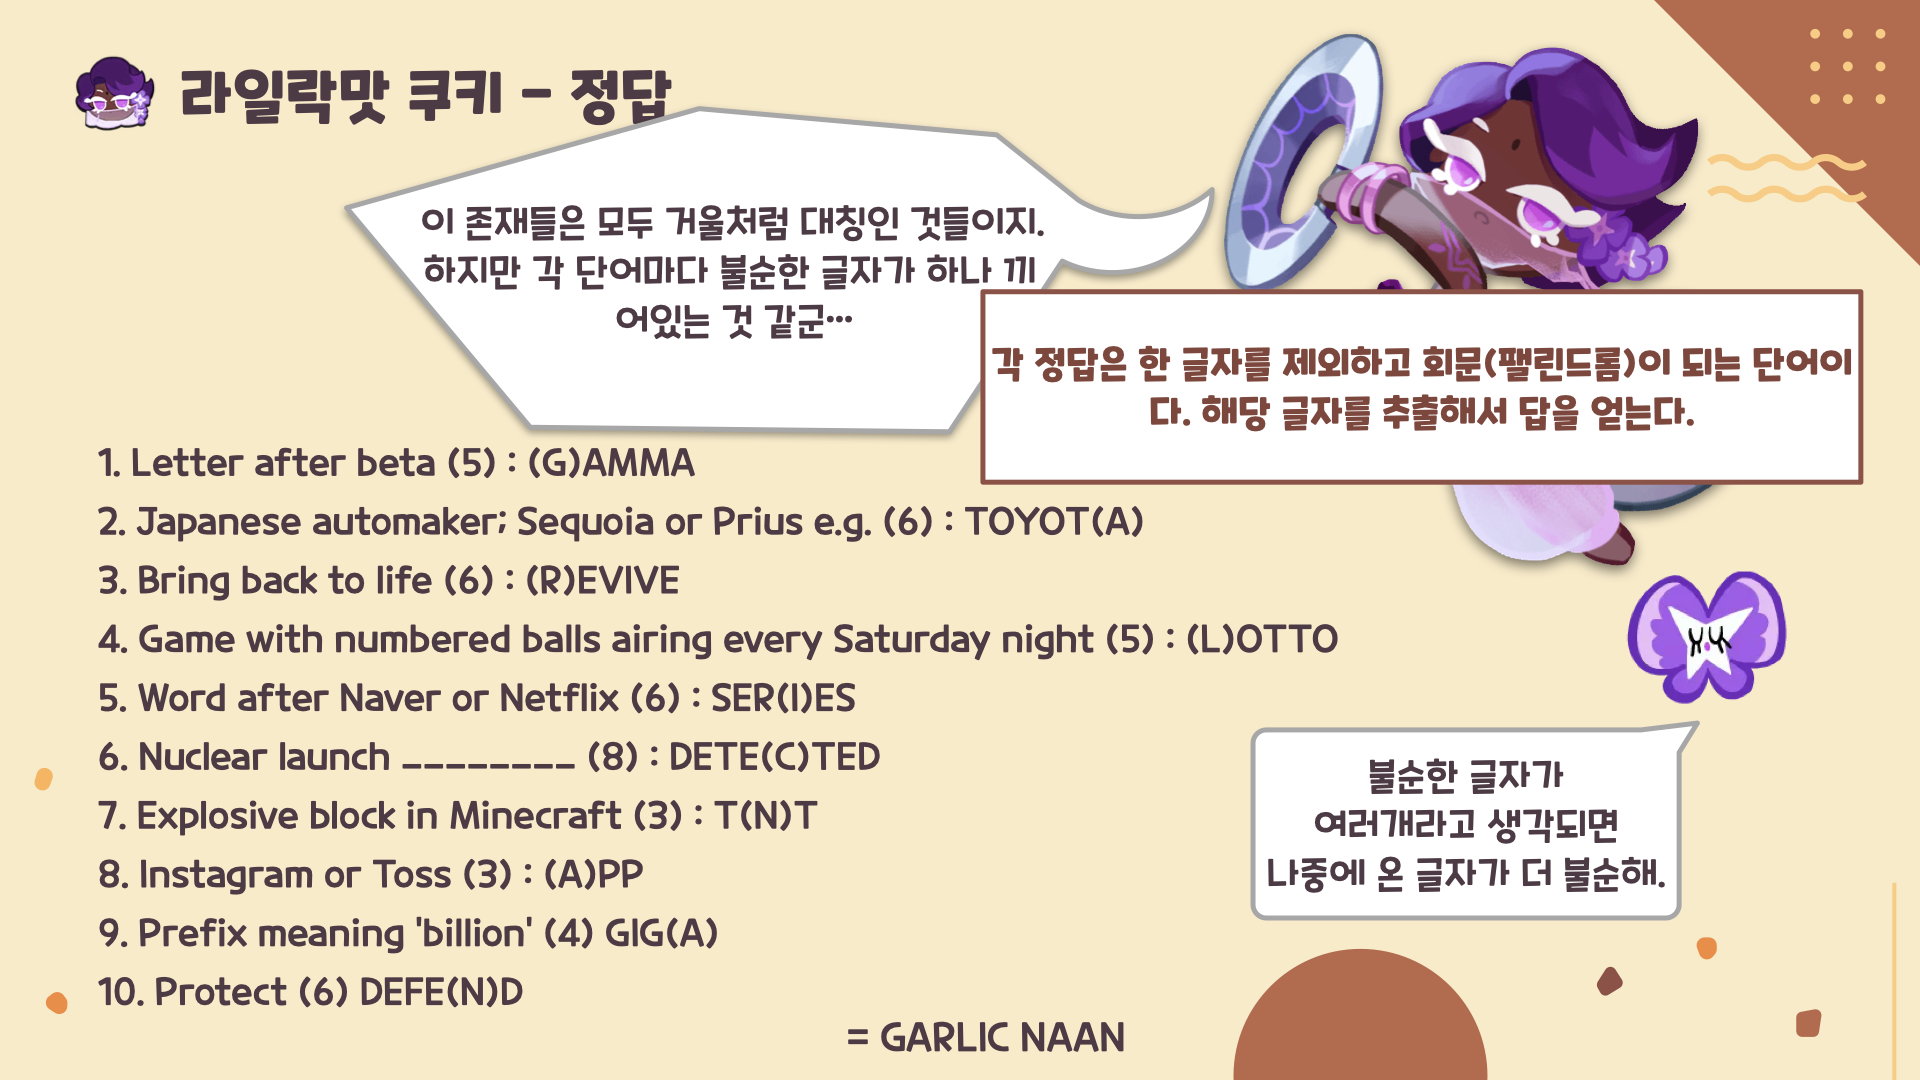 라일락맛 쿠키 - 정답
이 존재들은 모두 거울처럼 대칭인 것들이지.
하지만 각 단어마다 불순한 글자가 하나 끼
어있는 것 같군…
각 정답은 한 글자를 제외하고 회문(팰린드롬)이 되는 단어이
다. 해당 글자를 추출해서 답을 얻는다.
1. Letter after beta (5) : (G)AMMA
2. Japanese automaker; Sequoia or Prius e.g. (6) : TOYOT(A)
3. Bring back to life (6) : (R)EVIVE
4. Game with numbered balls airing every Saturday night (5) : (L)OTTO
5. Word after Naver or Netflix (6) : SER(I)ES
6. Nuclear launch ________ (8) : DETE(C)TED
7. Explosive block in Minecraft (3) : T(N)T
8. Instagram or Toss (3) : (A)PP
9. Prefix meaning 'billion' (4) GIG(A)
10. Protect (6) DEFE(N)D
= GARLIC NAAN
불순한 글자가
여러개라고 생각되면
나중에 온 글자가 더 불순해.